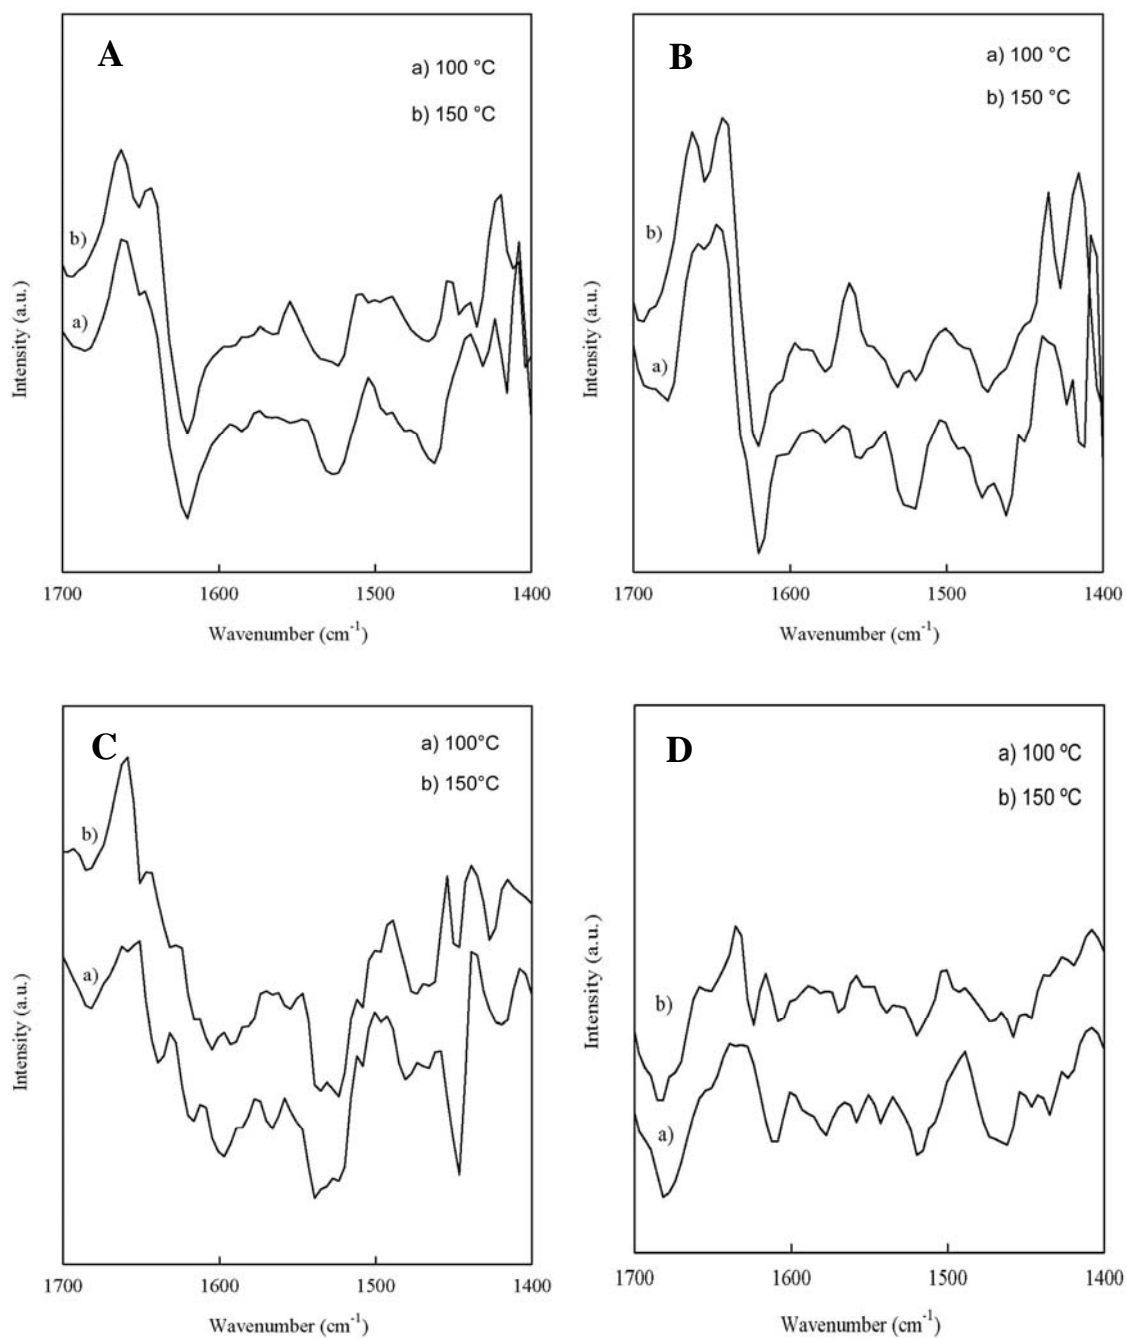 A
a) 100 °C
b) 150 °C
b)
a)
Intensity (a.u.)
1700 1600 1500 1400
Wavenumber (cm-1)
B
a) 100 °C
b) 150 °C
b)
a)
Intensity (a.u.)
1700 1600 1500 1400
Wavenumber (cm-1)
C
a) 100°C
b) 150°C
b)
a)
Intensity (a.u.)
1700 1600 1500 1400
Wavenumber (cm-1)
D
a) 100 ºC
b) 150 ºC
b)
a)
Intensity (a.u.)
1700 1600 1500 1400
Wavenumber (cm-1)